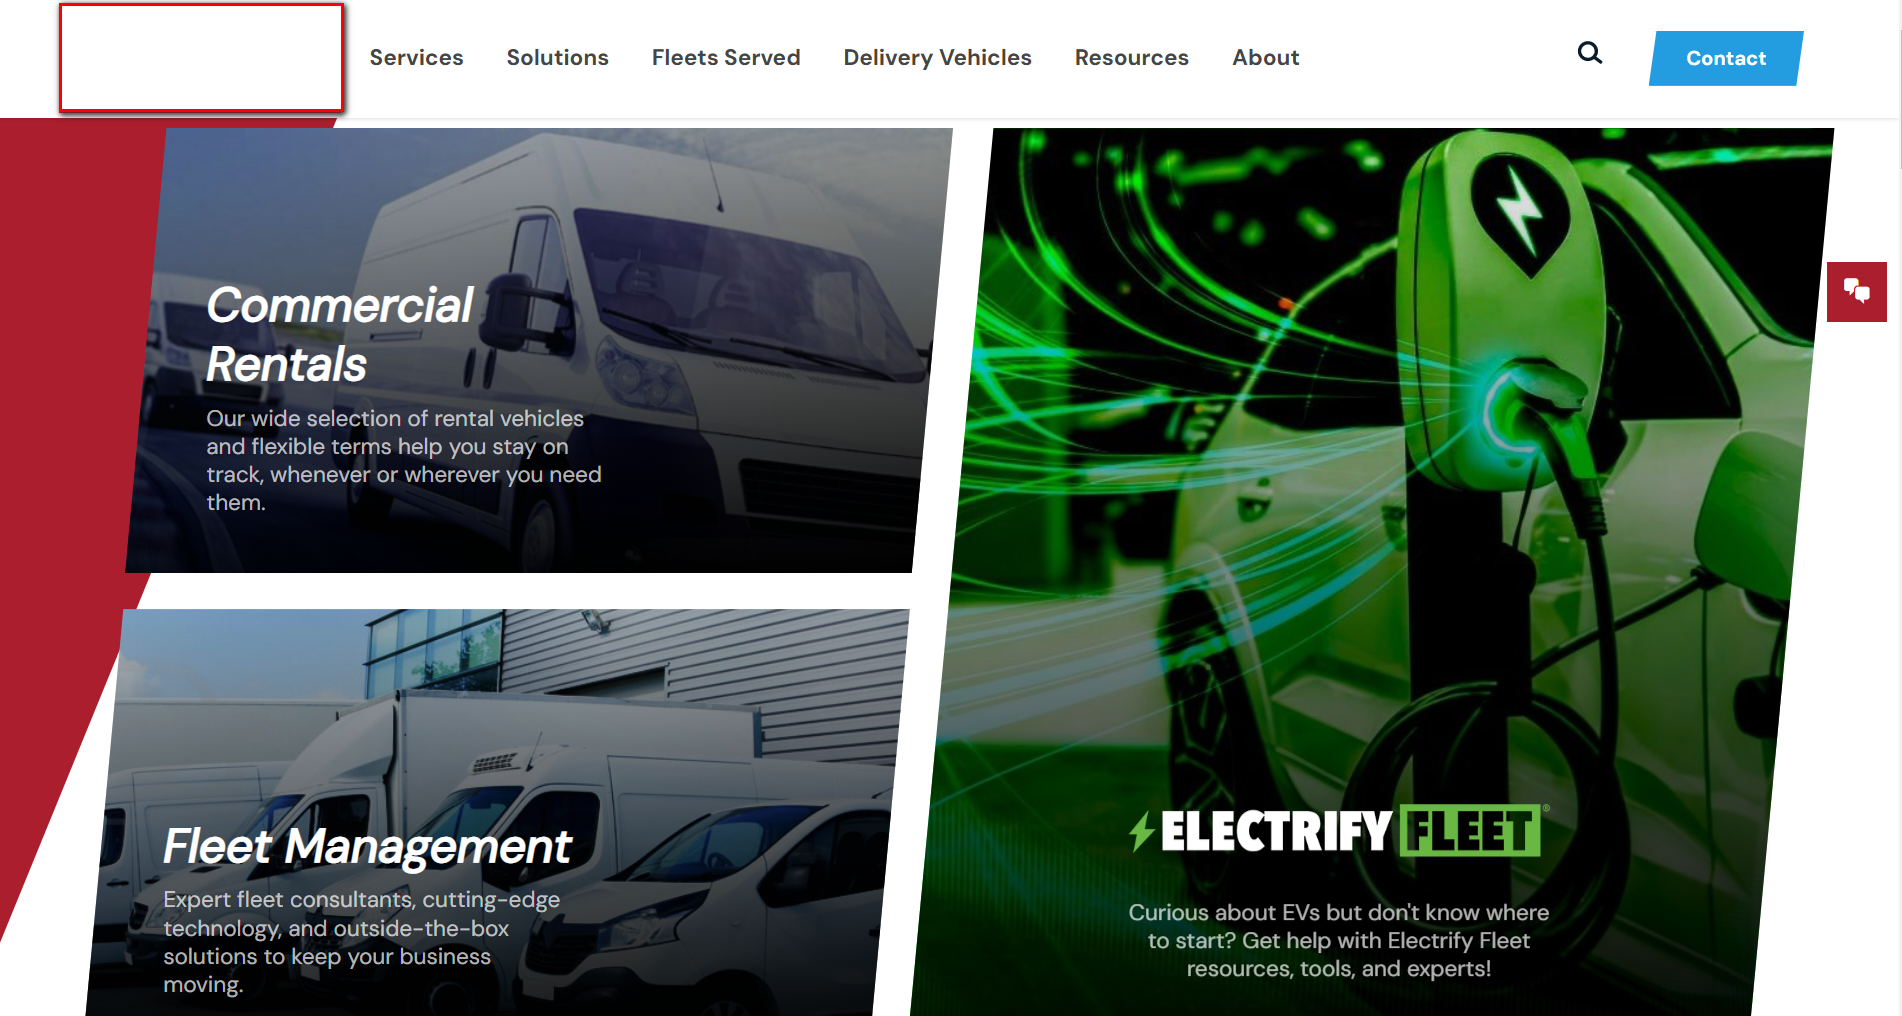 Services Solutions Fleets Served Delivery Vehicles Resources About Contact
Commercial
Rentals
Our wide selection of rental vehicles
and flexible terms help you stay on
track, whenever or wherever you need
them.
Fleet Management
Expert fleet consultants, cutting-edge
technology, and outside-the-box
solutions to keep your business
moving.
ELECTRIFY FLEET®
Curious about EVs but don't know where
to start? Get help with Electrify Fleet
resources, tools, and experts!